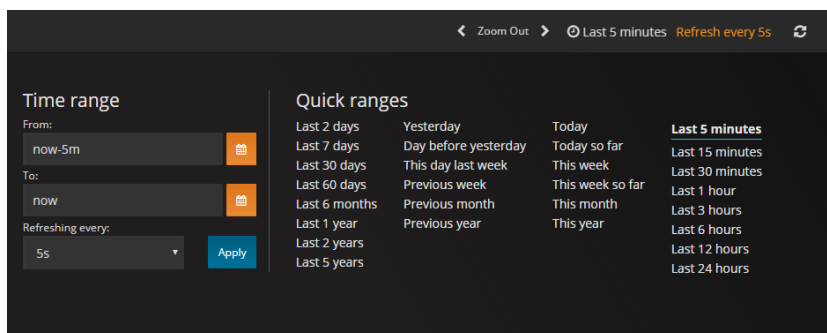 Zoom Out Last 5 minutes Refresh every 5s
Time range
From:
now-5m
To:
now
Refreshing every:
5s Apply
Quick ranges
Last 2 days
Last 7 days
Last 30 days
Last 60 days
Last 6 months
Last 1 year
Last 2 years
Last 5 years
Yesterday
Day before yesterday
This day last week
Previous week
Previous month
Previous year
Today
Today so far
This week
This week so far
This month
This year
Last 5 minutes
Last 15 minutes
Last 30 minutes
Last 1 hour
Last 3 hours
Last 6 hours
Last 12 hours
Last 24 hours